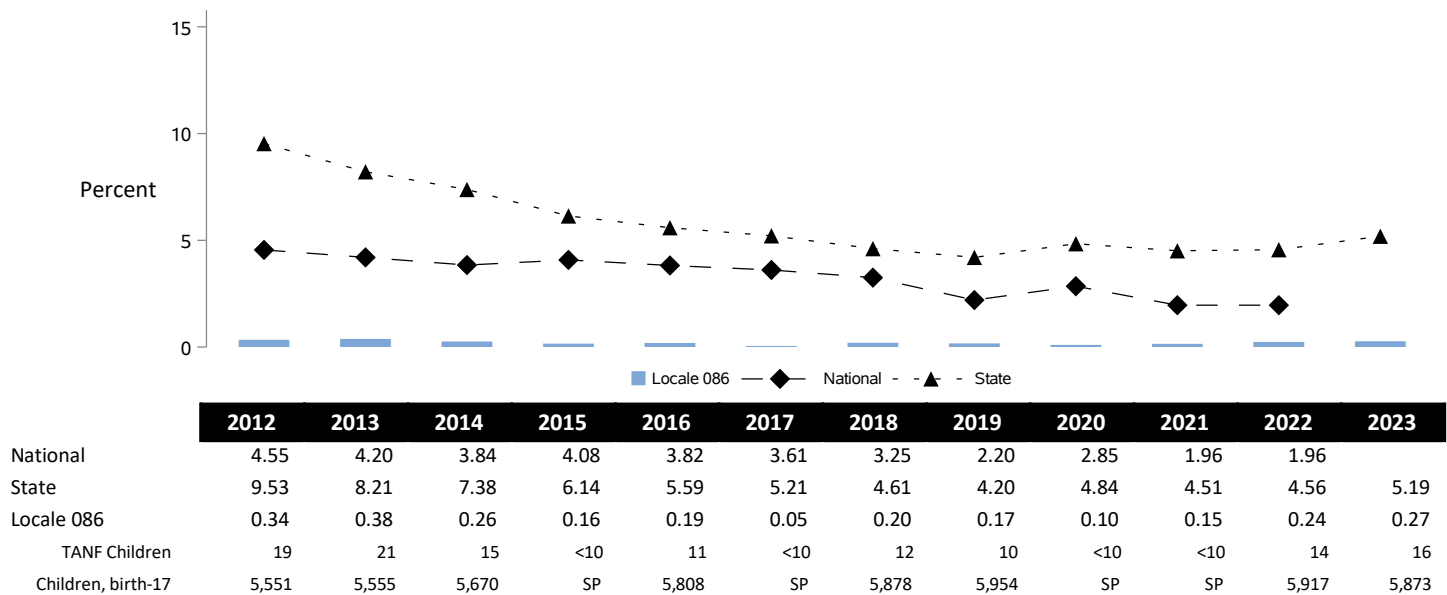 15
10
Percent
5
0
Locale 086 National State
2012 2013 2014 2015 2016 2017 2018 2019 2020 2021 2022 2023
National 4.55 4.20 3.84 4.08 3.82 3.61 3.25 2.20 2.85 1.96 1.96
State 9.53 8.21 7.38 6.14 5.59 5.21 4.61 4.20 4.84 4.51 4.56 5.19
Locale 086 0.34 0.38 0.26 0.16 0.19 0.05 0.20 0.17 0.10 0.15 0.24 0.27
TANF Children 19 21 15 <10 11 <10 12 10 <10 <10 14 16
Children, birth-17 5,551 5,555 5,670 SP 5,808 SP 5,878 5,954 SP SP 5,917 5,873